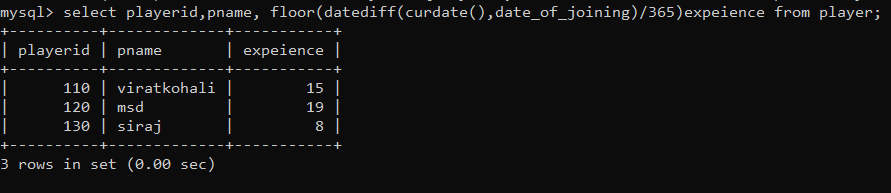 mysql> select playerid,pname, floor(datediff(curdate(),date_of_joining)/365)expeience from player;
+----------+------------+-----------+
| playerid | pname      | expeience |
+----------+------------+-----------+
|      110 | viratkohali |        15 |
|      120 | msd        |        19 |
|      130 | siraj      |         8 |
+----------+------------+-----------+
3 rows in set (0.00 sec)